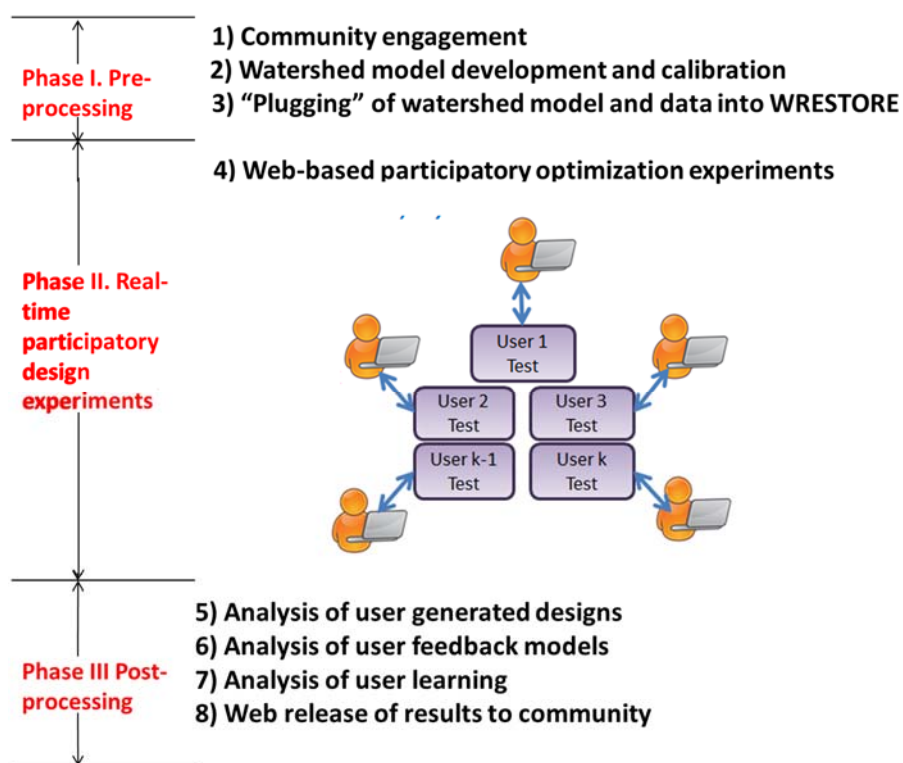 Phase I. Pre-
processing
1) Community engagement
2) Watershed model development and calibration
3) “Plugging” of watershed model and data into WRESTORE
Phase II. Real-
time
participatory
design
experiments
4) Web-based participatory optimization experiments
User 1
Test
User 2
Test
User 3
Test
User k-1
Test
User k
Test
Phase III Post-
processing
5) Analysis of user generated designs
6) Analysis of user feedback models
7) Analysis of user learning
8) Web release of results to community